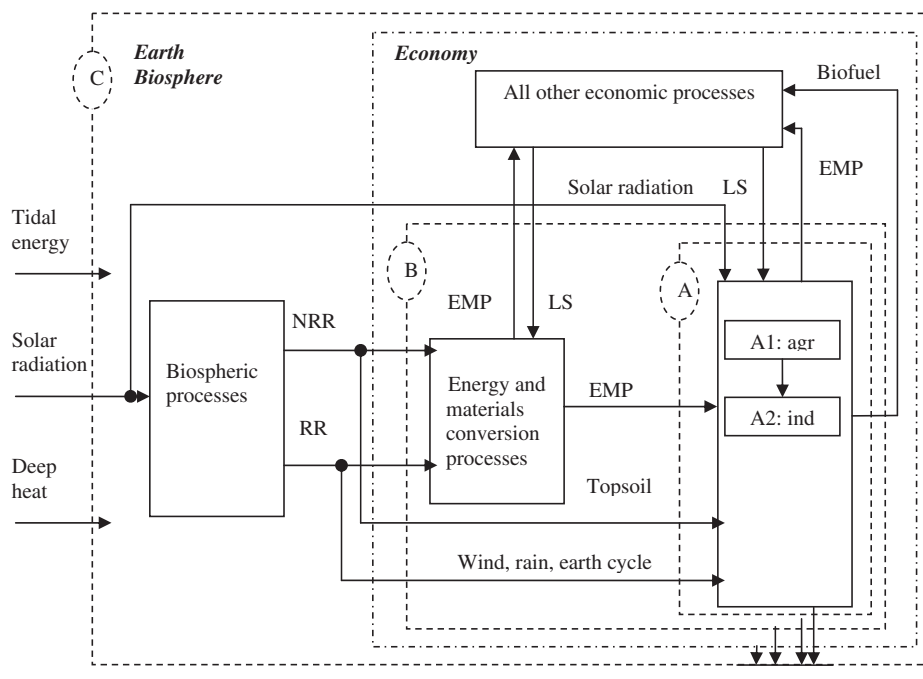 Earth
Biosphere
C
Economy
All other economic processes
Biofuel
EMP
Solar radiation
LS
Tidal
energy
B
A
EMP
LS
NRR
Solar
radiation
Biospheric
processes
A1: agr
Energy and
materials
conversion
processes
EMP
A2: ind
RR
Deep
heat
Topsoil
Wind, rain, earth cycle